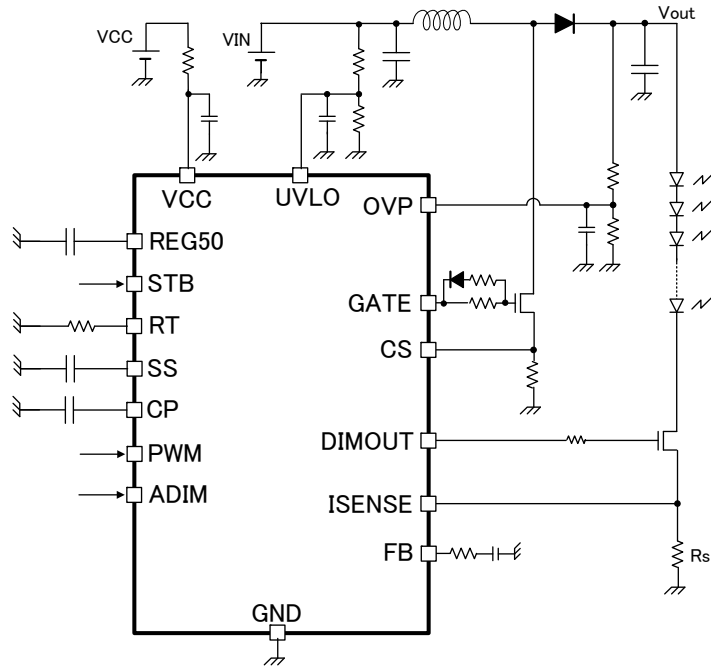 VCC
VIN
Vout
VCC
UVLO
OVP
REG50
STB
GATE
RT
CS
SS
CP
DIMOUT
PWM
ADIM
ISENSE
FB
Rs
GND